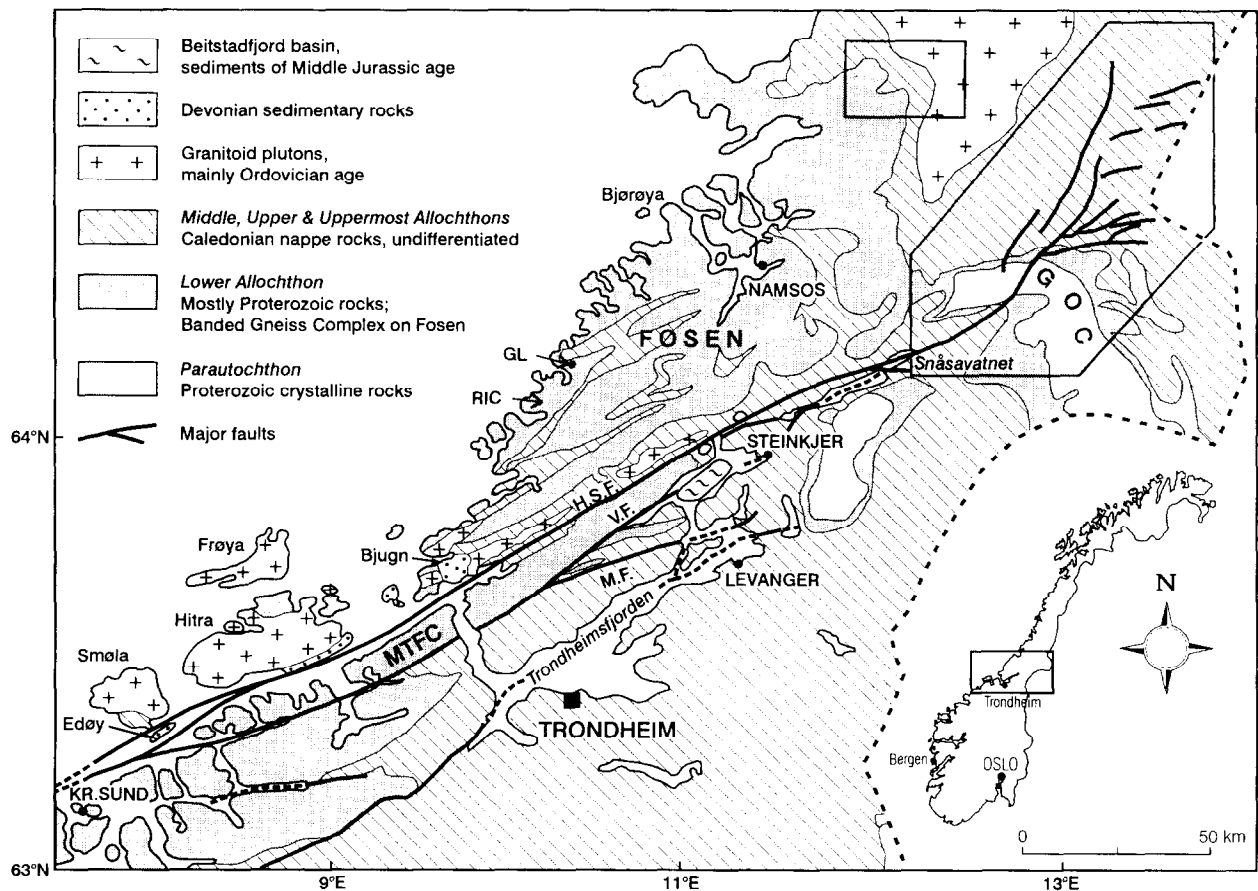 Beitstadfjord basin,
sediments of Middle Jurassic age
Devonian sedimentary rocks
Granitoid plutons,
mainly Ordovician age
Middle, Upper & Uppermost Allochthons
Caledonian nappe rocks, undifferentiated
Lower Allochthon
Mostly Proterozoic rocks;
Banded Gneiss Complex on Fosen
Parautochthon
Proterozoic crystalline rocks
Major faults
Bjørøya
NAMSOS
FOSEN
GOC
GL
RIC
Snåsavatnet
64°N
STEINKJER
H.S.F.
V.F.
Frøya
Bjugn
M.F.
LEVANGER
Hitra
MTFC
Trondheimsfjorden
Smøla
Edøy
TRONDHEIM
KR.SUND
N
Trondheim
Bergen
OSLO
0 50 km
63°N
9°E
11°E
13°E